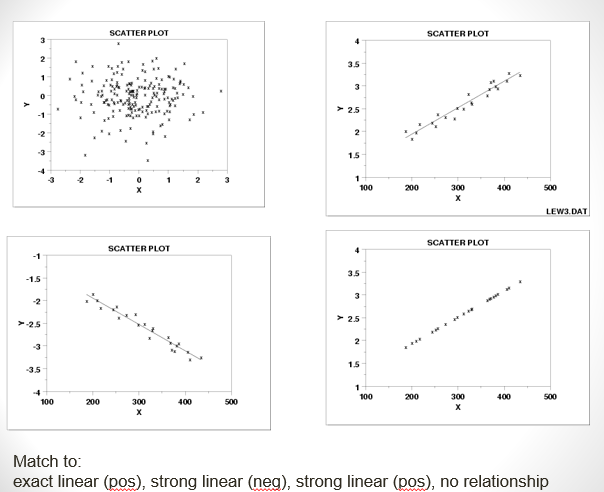 SCATTER PLOT
3
2
1
0
-1
-2
-3
-4
Y
-3 -2 -1 0 1 2 3
X
SCATTER PLOT
4
3.5
3
2.5
2
1.5
1
Y
100 200 300 400 500
X
LEW3.DAT
SCATTER PLOT
-1
-1.5
-2
-2.5
-3
-3.5
-4
Y
100 200 300 400 500
X
SCATTER PLOT
4
3.5
3
2.5
2
1.5
1
Y
100 200 300 400 500
X
Match to:
exact linear (pos), strong linear (neg), strong linear (pos), no relationship